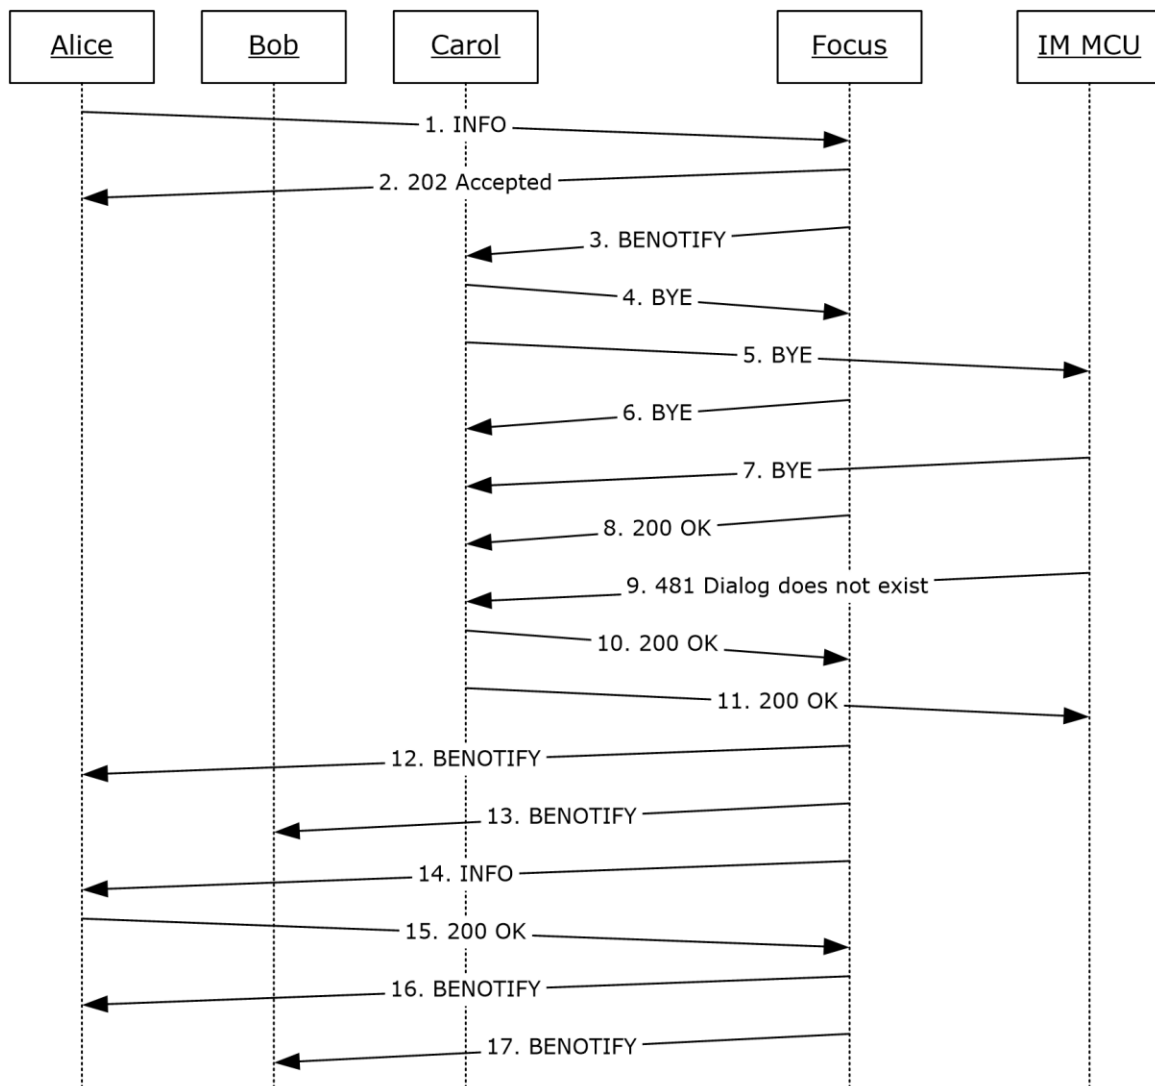 Alice
Bob
Carol
Focus
IM MCU
1. INFO
2. 202 Accepted
3. BENOTIFY
4. BYE
5. BYE
6. BYE
7. BYE
8. 200 OK
9. 481 Dialog does not exist
10. 200 OK
11. 200 OK
12. BENOTIFY
13. BENOTIFY
14. INFO
15. 200 OK
16. BENOTIFY
17. BENOTIFY